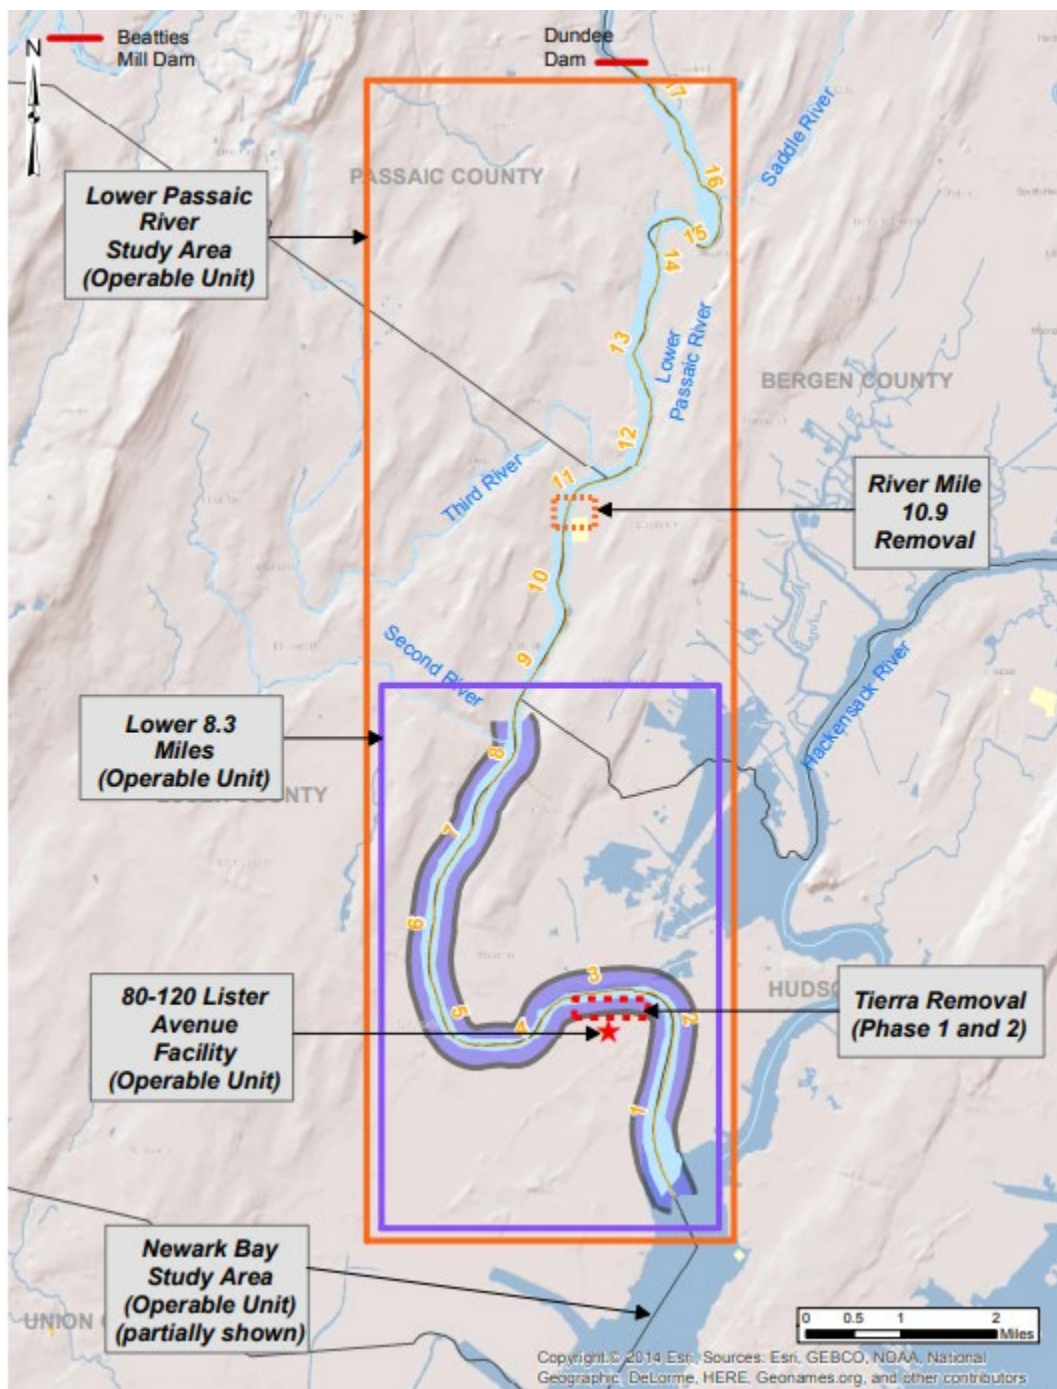 N
Beatties
Mill Dam
Dundee
Dam
17
Saddle River
16
PASSAIC COUNTY
Lower Passaic
River
Study Area
(Operable Unit)
15
14
13
Lower
Passaic River
BERGEN COUNTY
12
Third River
11
River Mile
10.9
Removal
10
Second River
9
Hackensack River
Lower 8.3
Miles
(Operable Unit)
8
COUNTY
7
6
80-120 Lister
Avenue
Facility
(Operable Unit)
3
HUDS
Tierra Removal
(Phase 1 and 2)
5
4
2
1
Newark Bay
Study Area
(Operable Unit)
(partially shown)
UNION
0 0.5 1 2
Miles
Copyright:© 2014 Esri, Sources: Esri, GEBCO, NOAA, National
Geographic, DeLorme, HERE, Geonames.org, and other contributors